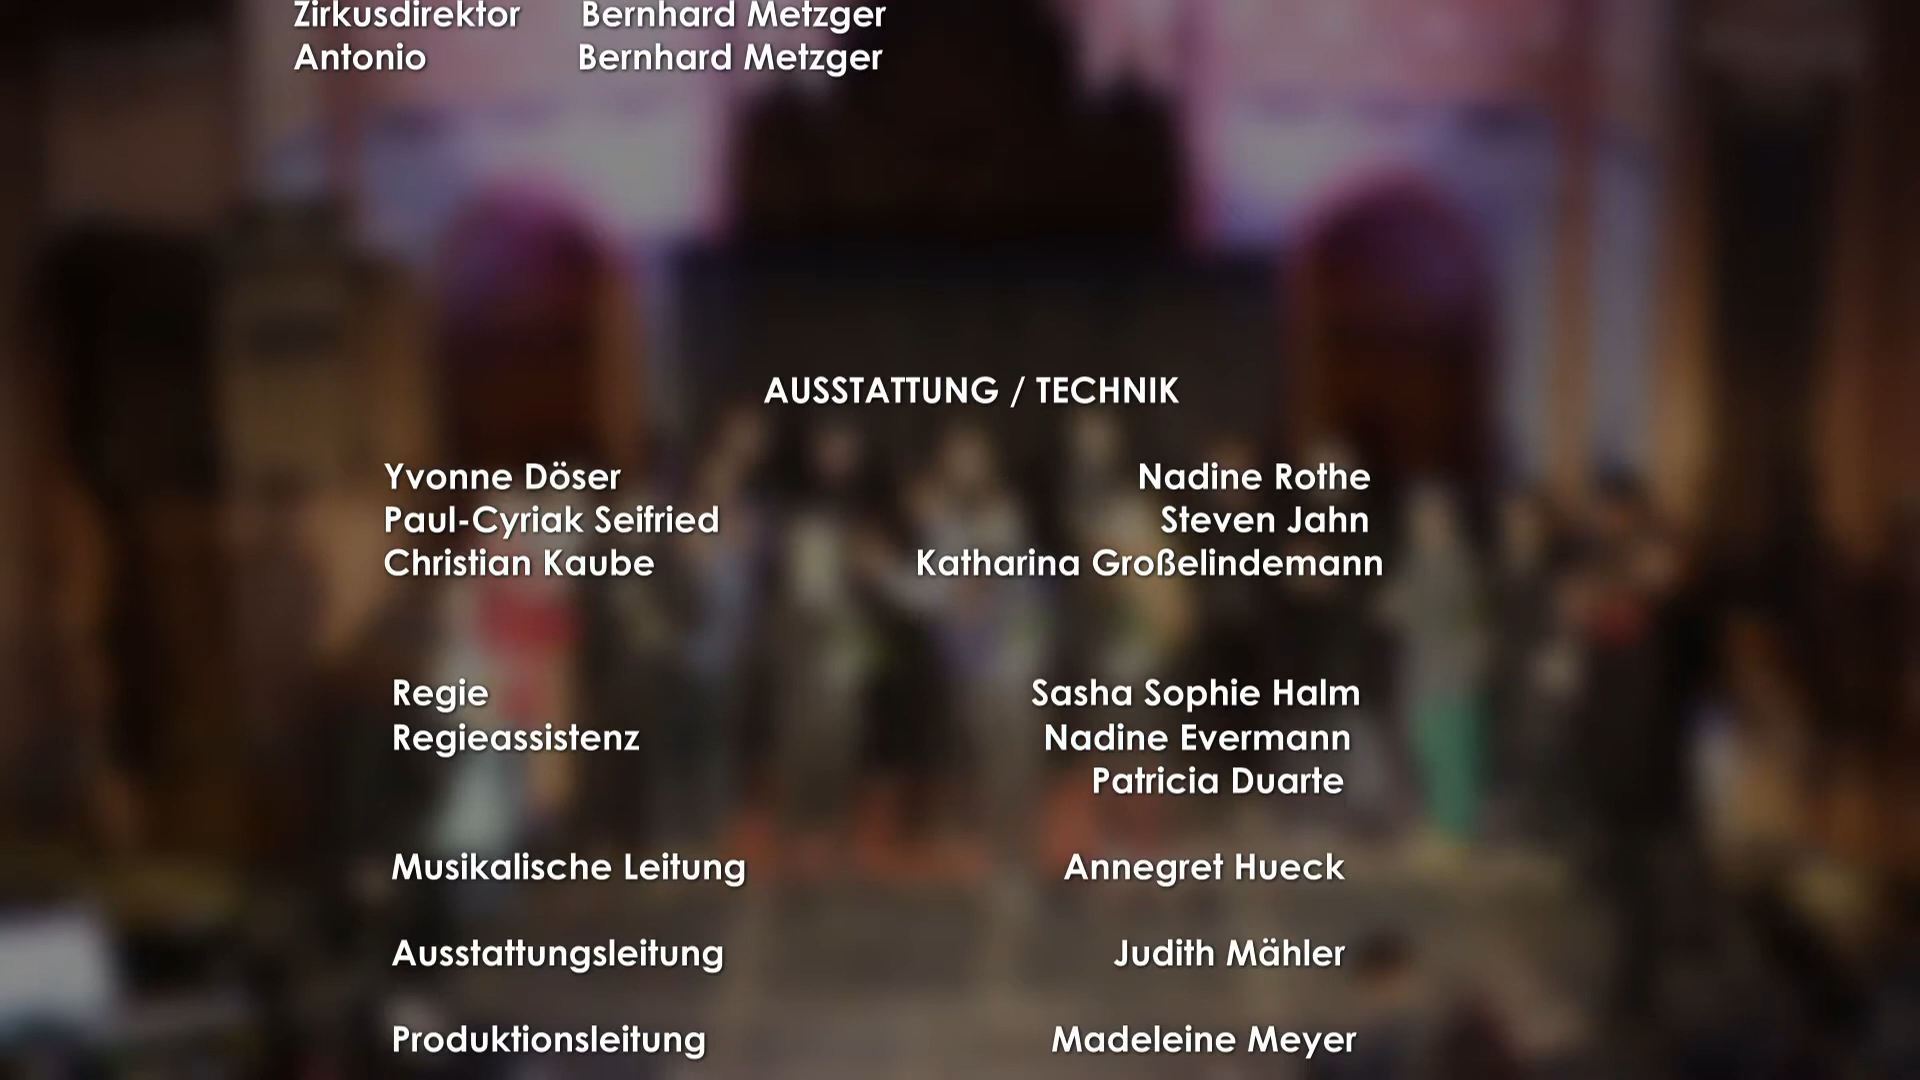 Zirkusdirektor Bernhard Metzger
Antonio Bernhard Metzger
AUSSTATTUNG / TECHNIK
Yvonne Döser Nadine Rothe
Paul-Cyriak Seifried Steven Jahn
Christian Kaube Katharina Großelindemann
Regie Sasha Sophie Halm
Regieassistenz Nadine Evermann
Patricia Duarte
Musikalische Leitung Annegret Hueck
Ausstattungsleitung Judith Mähler
Produktionsleitung Madeleine Meyer